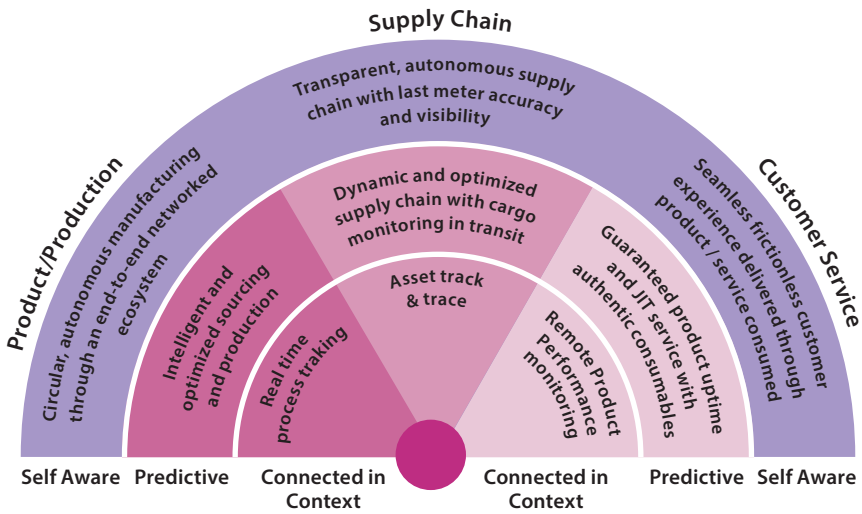 Supply Chain
Product/Production
Customer Service
Transparent, autonomous supply
chain with last meter accuracy
and visibility
Circular, autonomous manufacturing
through an end-to-end networked
ecosystem
Seamless frictionless customer
experience delivered through
product / service consumed
Dynamic and optimized
supply chain with cargo
monitoring in transit
Intelligent and
optimized sourcing
and production
Guaranteed product uptime
and JIT service with
authentic consumables
Asset track
& trace
Real time
process traking
Remote Product
Performance
monitoring
Self Aware
Predictive
Connected in
Context
Connected in
Context
Predictive
Self Aware